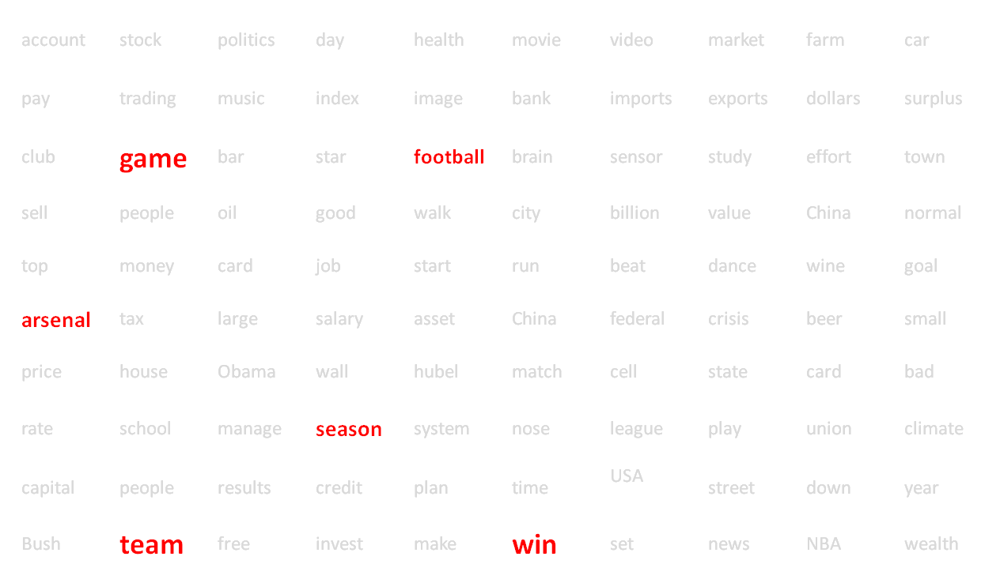 account stock politics day health movie video market farm car
pay trading music index image bank imports exports dollars surplus
club game bar star football brain sensor study effort town
sell people oil good walk city billion value China normal
top money card job start run beat dance wine goal
arsenal tax large salary asset China federal crisis beer small
price house Obama wall hubel match cell state card bad
rate school manage season system nose league play union climate
capital people results credit plan time USA street down year
Bush team free invest make win set news NBA wealth